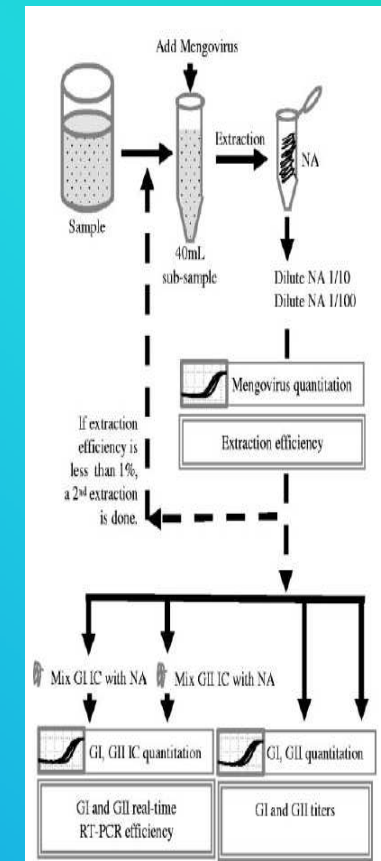 Add Mengovirus
Extraction
NA
Sample
40mL
sub-sample
Dilute NA 1/10
Dilute NA 1/100
Mengovirus quantitation
Extraction efficiency
If extraction
efficiency is
less than 1%,
a 2nd extraction
is done.
Mix GI IC with NA
Mix GII IC with NA
GI, GII IC quantitation
GI, GII quantitation
GI and GII real-time
RT-PCR efficiency
GI and GII titers